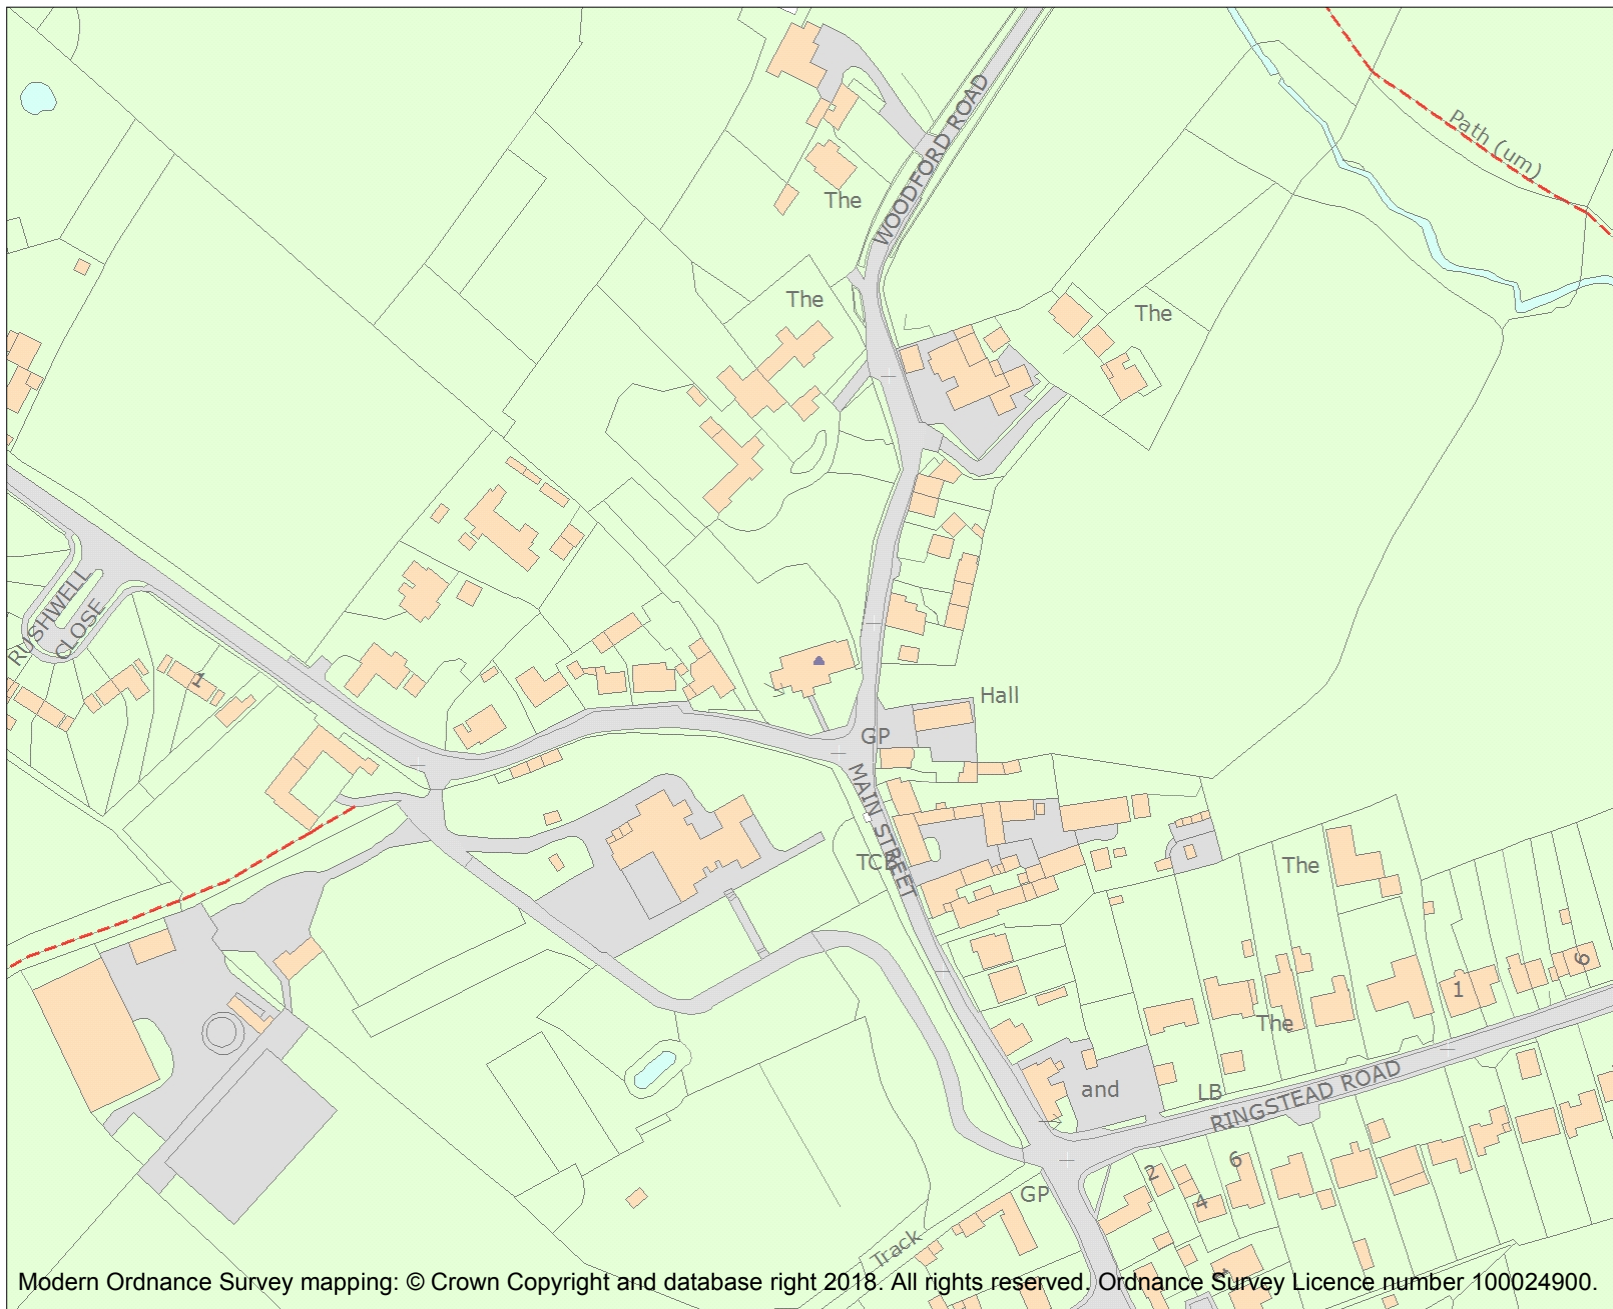 WOODFORD ROAD
Path (um)
The
The
The
RUSHWELL
CLOSE
1
Hall
GP
MAIN STREET
TCB
The
6
1
The
and
LB
RINGSTEAD ROAD
2
6
4
GP
Track
Modern Ordnance Survey mapping: © Crown Copyright and database right 2018. All rights reserved. Ordnance Survey Licence number 100024900.